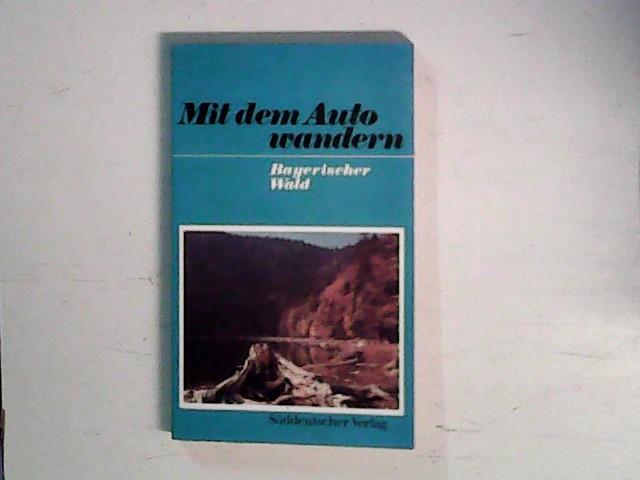 Mit dem Auto
wandern
Bayerischer
Wald
Süddeutscher Verlag